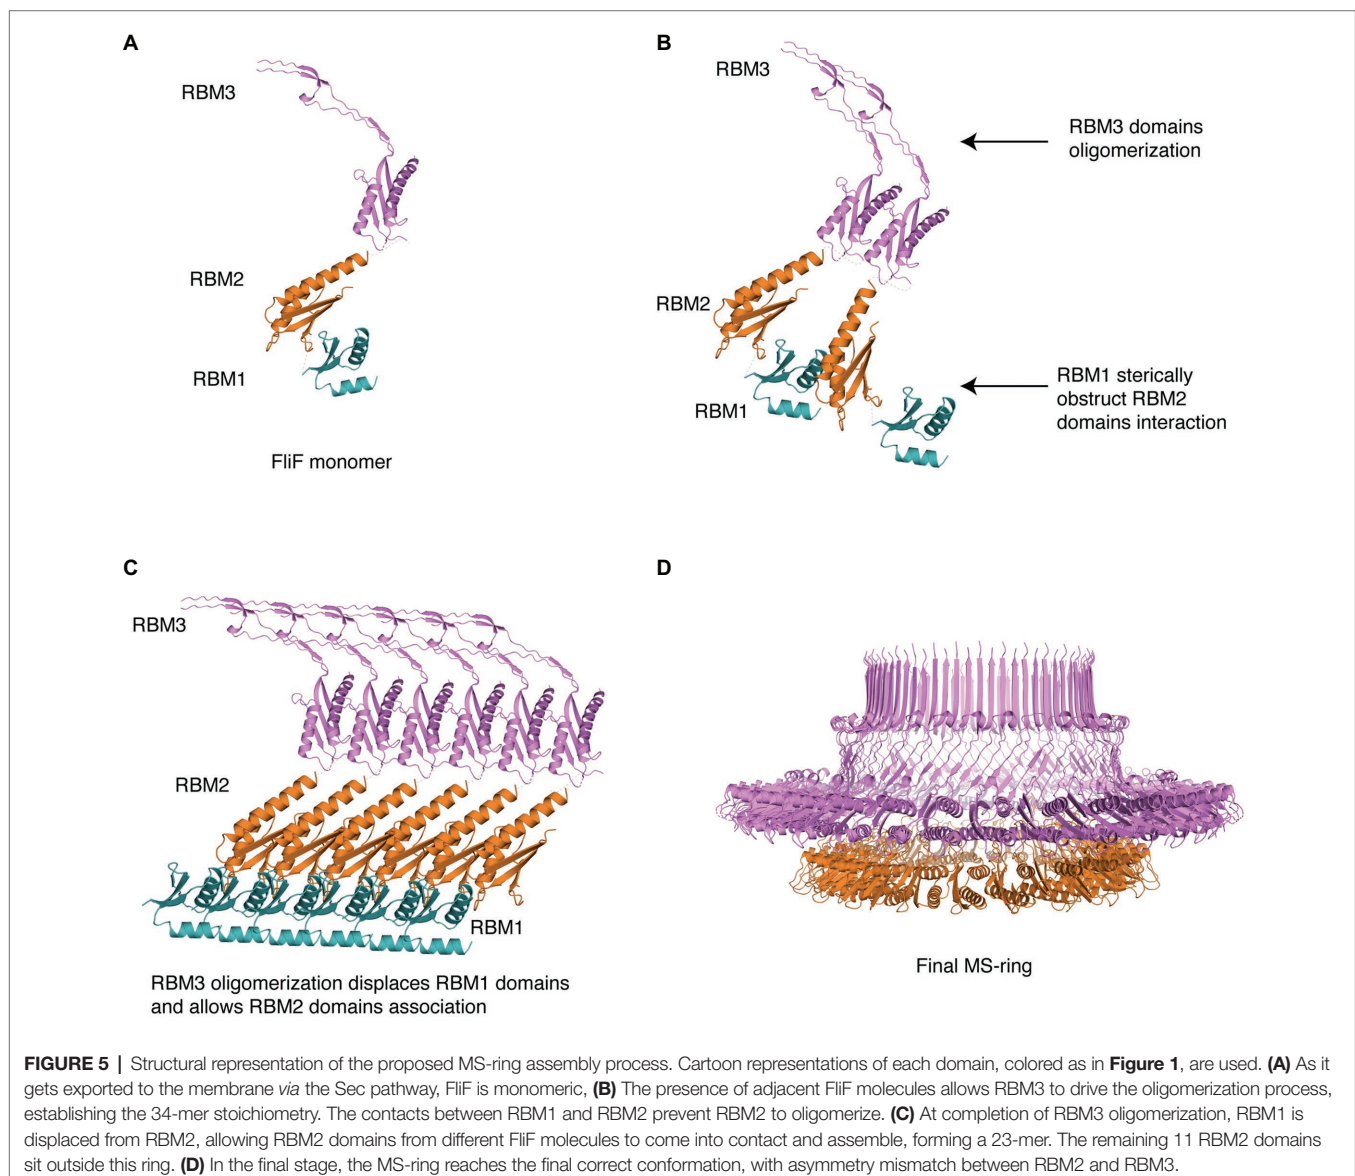 A
RBM3
RBM2
RBM1
FliF monomer
B
RBM3
RBM3 domains
oligomerization
RBM2
RBM1
RBM1 sterically
obstruct RBM2
domains interaction
C
RBM3
RBM2
RBM1
RBM3 oligomerization displaces RBM1 domains
and allows RBM2 domains association
D
Final MS-ring
FIGURE 5 | Structural representation of the proposed MS-ring assembly process. Cartoon representations of each domain, colored as in Figure 1, are used. (A) As it
gets exported to the membrane via the Sec pathway, FliF is monomeric, (B) The presence of adjacent FliF molecules allows RBM3 to drive the oligomerization process,
establishing the 34-mer stoichiometry. The contacts between RBM1 and RBM2 prevent RBM2 to oligomerize. (C) At completion of RBM3 oligomerization, RBM1 is
displaced from RBM2, allowing RBM2 domains from different FliF molecules to come into contact and assemble, forming a 23-mer. The remaining 11 RBM2 domains
sit outside this ring. (D) In the final stage, the MS-ring reaches the final correct conformation, with asymmetry mismatch between RBM2 and RBM3.